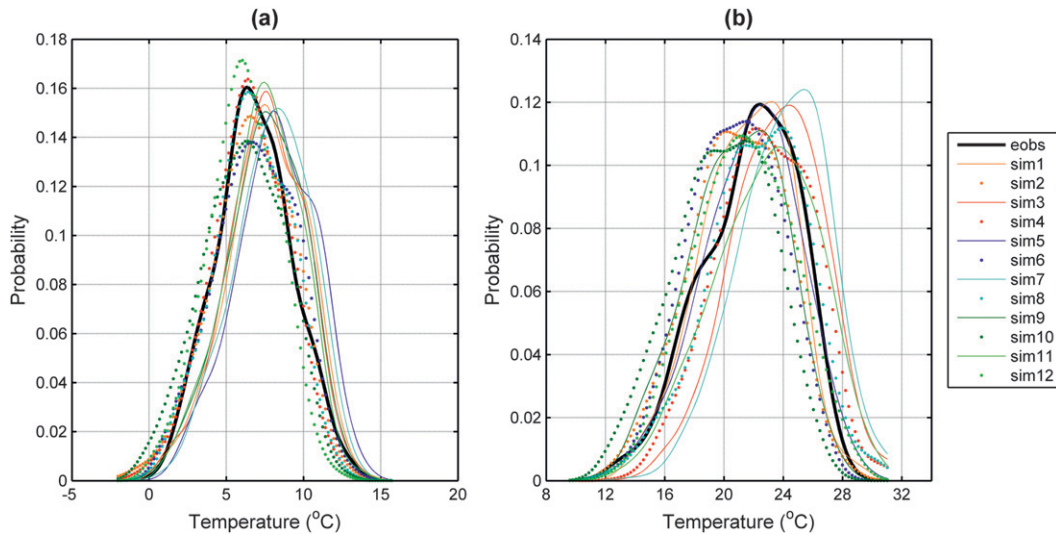 (a)
0.18
0.16
0.14
0.12
0.1
0.08
0.06
0.04
0.02
0
Probability
-5
0
5
10
15
20
Temperature (°C)
(b)
0.14
0.12
0.1
0.08
0.06
0.04
0.02
0
Probability
8
12
16
20
24
28
32
Temperature (°C)
eobs
sim1
sim2
sim3
sim4
sim5
sim6
sim7
sim8
sim9
sim10
sim11
sim12